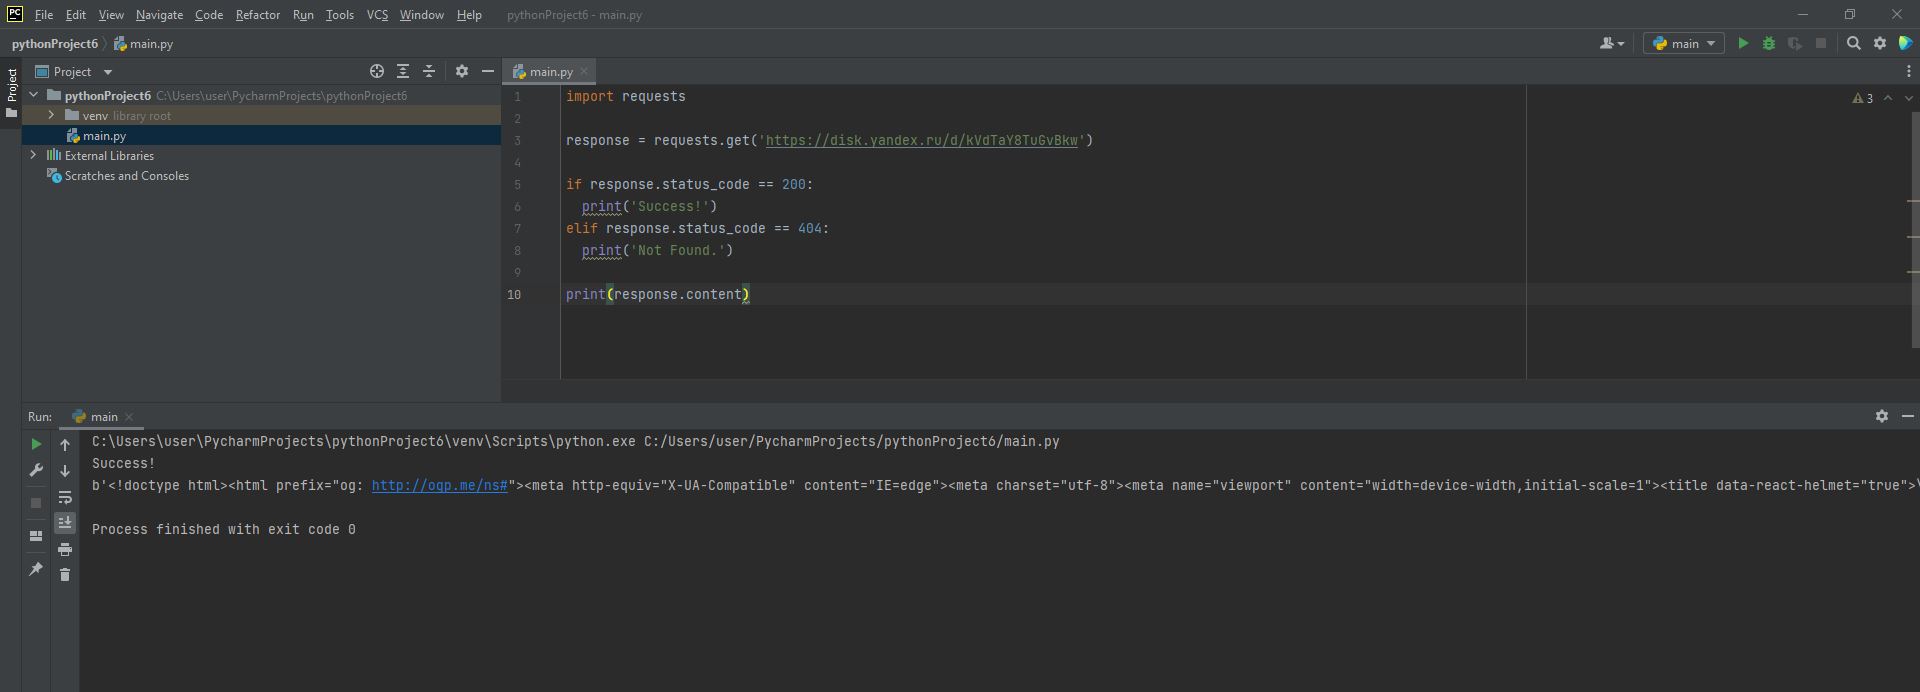 PC File Edit View Navigate Code Refactor Run Tools VCS Window Help pythonProject6 - main.py
pythonProject6 main.py
main
Project
Project
main.py
pythonProject6 C:\Users\user\PycharmProjects\pythonProject6
venv library root
main.py
External Libraries
Scratches and Consoles
3
1 import requests
2
3 response = requests.get('https://disk.yandex.ru/d/kVdTaY8TuGvBkw')
4
5 if response.status_code == 200:
6 print('Success!')
7 elif response.status_code == 404:
8 print('Not Found.')
9
10 print(response.content)
Run: main
C:\Users\user\PycharmProjects\pythonProject6\venv\Scripts\python.exe C:/Users/user/PycharmProjects/pythonProject6/main.py
Success!
b'<!doctype html><html prefix="og: http://ogp.me/ns#"><meta http-equiv="X-UA-Compatible" content="IE=edge"><meta charset="utf-8"><meta name="viewport" content="width=device-width,initial-scale=1"><title data-react-helmet="true">\
Process finished with exit code 0